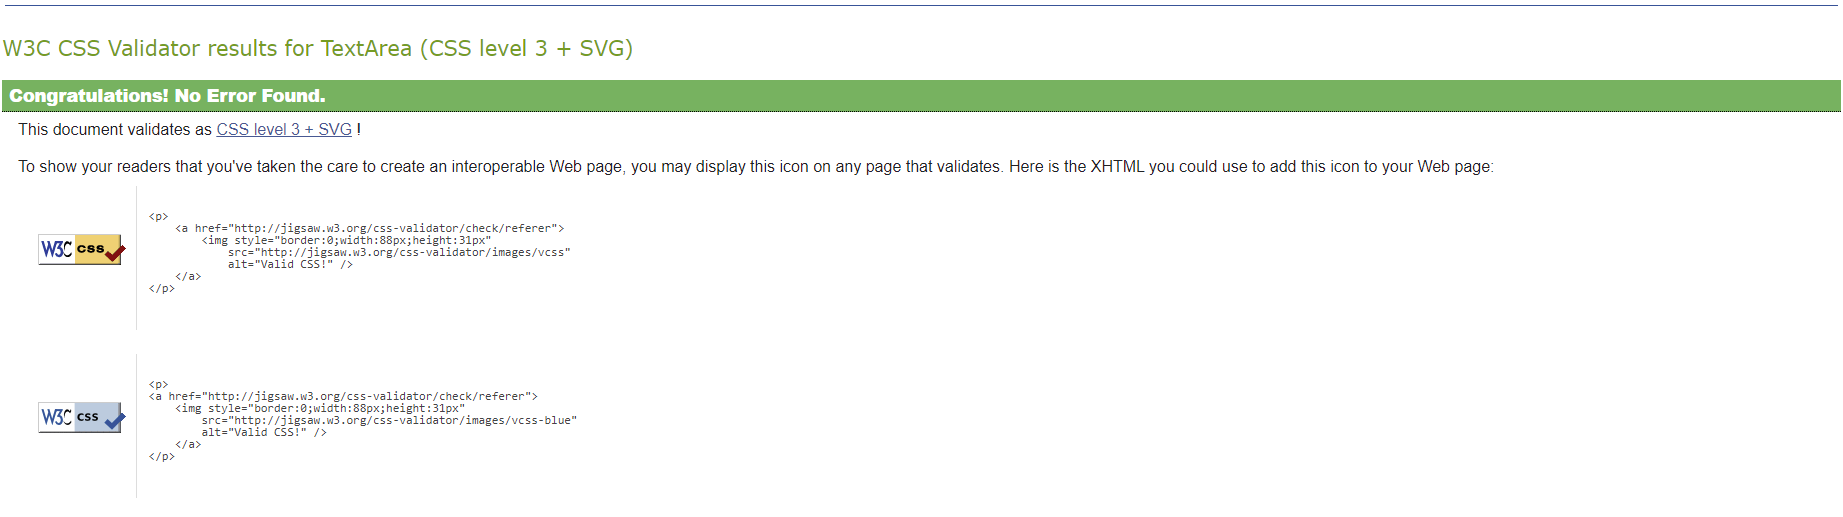 W3C CSS Validator results for TextArea (CSS level 3 + SVG)
Congratulations! No Error Found.
This document validates as CSS level 3 + SVG !
To show your readers that you've taken the care to create an interoperable Web page, you may display this icon on any page that validates. Here is the XHTML you could use to add this icon to your Web page:
W3C css
<p>
    <a href="http://jigsaw.w3.org/css-validator/check/referer">
        <img style="border:0;width:88px;height:31px"
            src="http://jigsaw.w3.org/css-validator/images/vcss"
            alt="Valid CSS!" />
    </a>
</p>
W3C css
<p>
<a href="http://jigsaw.w3.org/css-validator/check/referer">
    <img style="border:0;width:88px;height:31px"
        src="http://jigsaw.w3.org/css-validator/images/vcss-blue"
        alt="Valid CSS!" />
    </a>
</p>